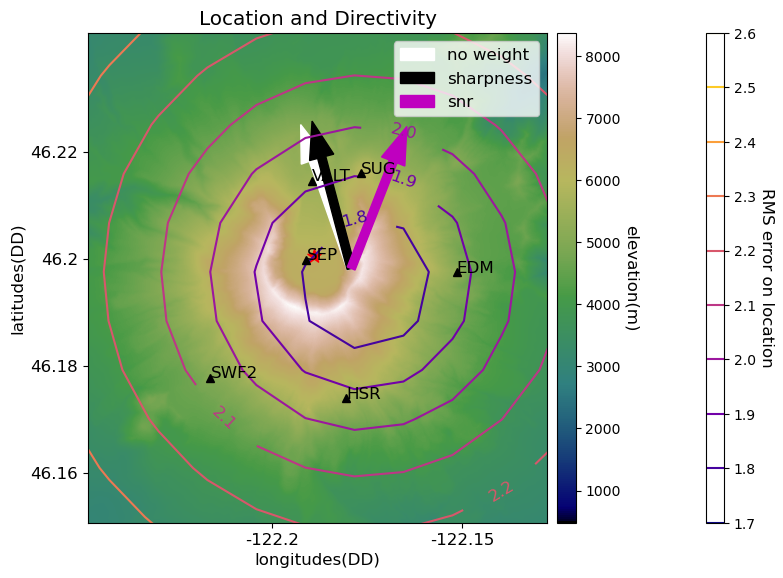 Location and Directivity
no weight
sharpness
snr
46.22
46.2
46.18
46.16
latitudes(DD)
-122.2
-122.15
longitudes(DD)
VALT
SUG
SEP
EDM
SWF2
HSR
2.0
1.9
1.8
2.1
2.2
8000
7000
6000
5000
4000
3000
2000
1000
elevation(m)
2.6
2.5
2.4
2.3
2.2
2.1
2.0
1.9
1.8
1.7
RMS error on location